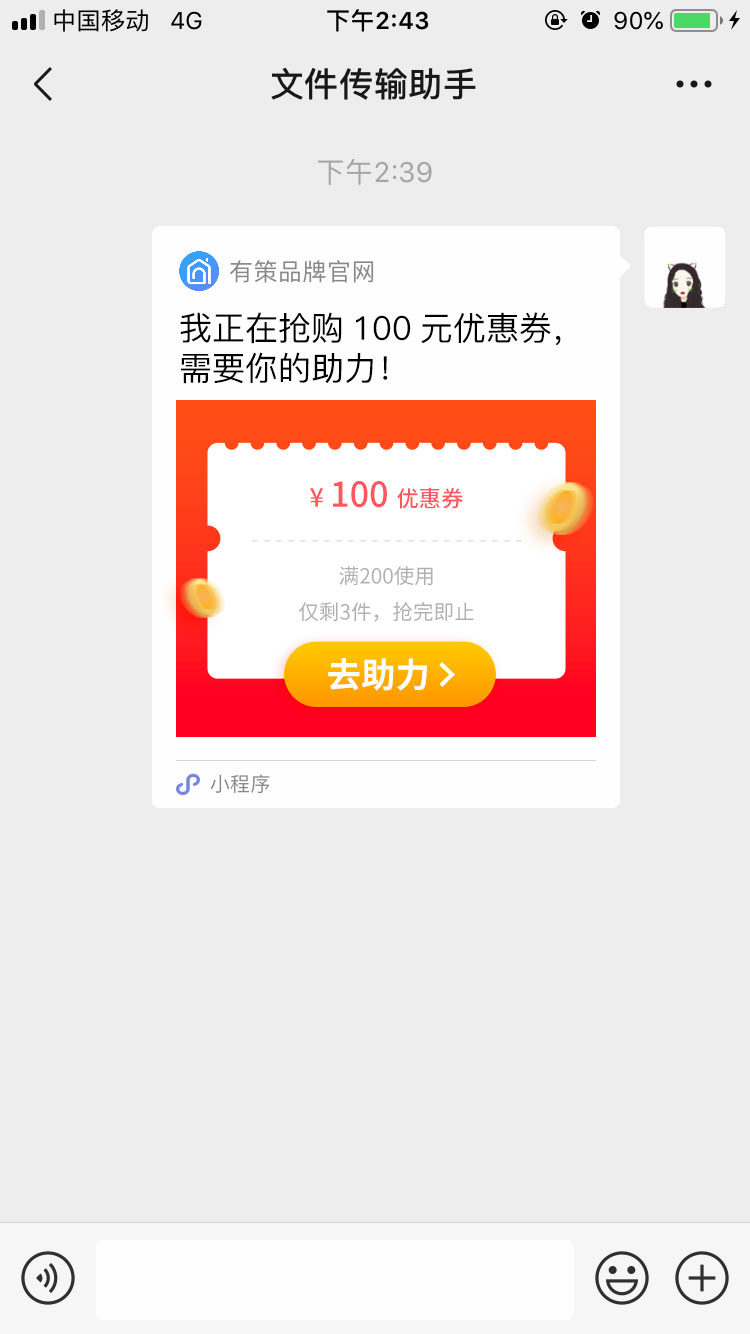 中国移动 4G 下午2:43 90%
文件传输助手
下午2:39
有策品牌官网
我正在抢购 100 元优惠券，
需要你的助力！
¥ 100 优惠券
满200使用
仅剩3件，抢完即止
去助力 >
小程序